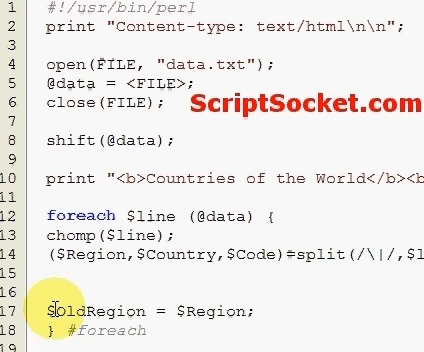 1 #!/usr/bin/perl
2 print "Content-type: text/html\n\n";
3
4 open(FILE, "data.txt");
5 @data = <FILE>;
6 close(FILE);
7
ScriptSocket.com
8 shift(@data);
9
10 print "<b>Countries of the World</b><b
11
12 foreach $line (@data) {
13 chomp($line);
14 ($Region,$Country,$Code)=split(/\|/,$l
15
16
17 $OldRegion = $Region;
18 } #foreach
19